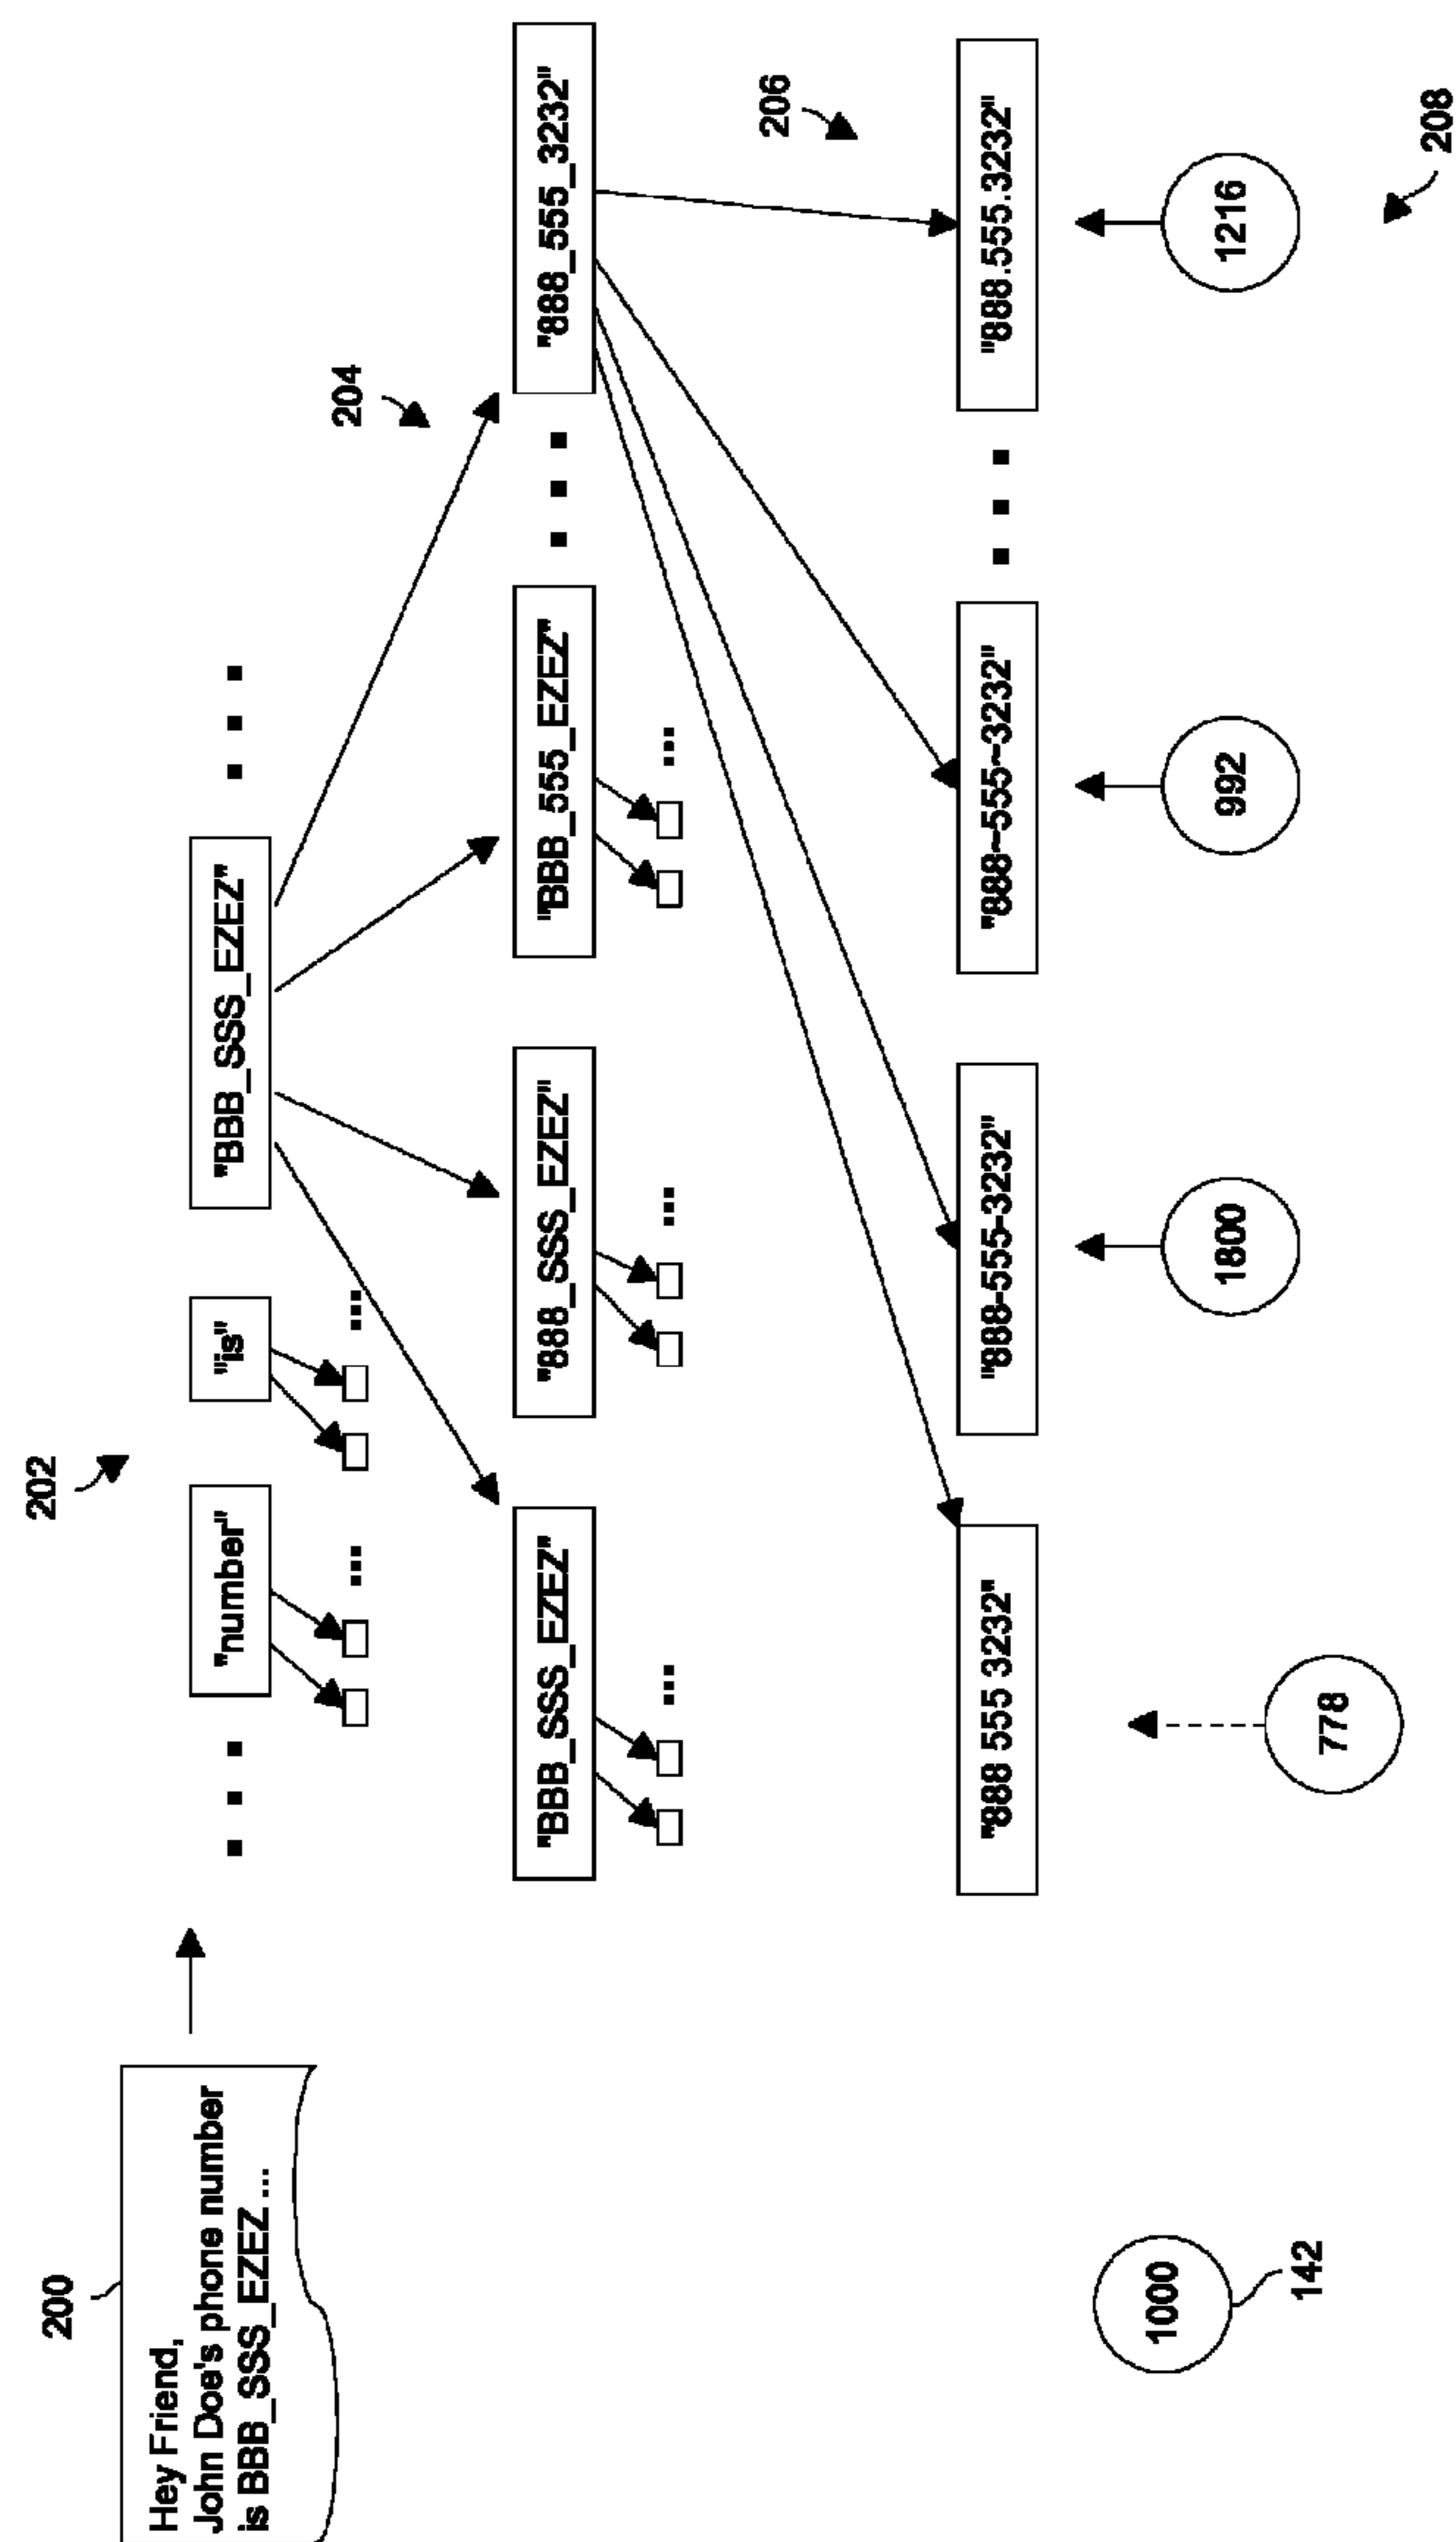 200
Hey Friend,
John Doe's phone number
is BBB_SSS_EZEZ ...
202
...
"number"
"is"
"BBB_SSS_EZEZ"
...
...
...
204
"BBB_SSS_EZEZ"
"888_SSS_EZEZ"
"BBB_555_EZEZ"
...
"888_555_3232"
...
...
...
206
"888 555 3232"
"888-555-3232"
"888~555~3232"
...
"888.555.3232"
1000
142
778
1800
992
1216
208